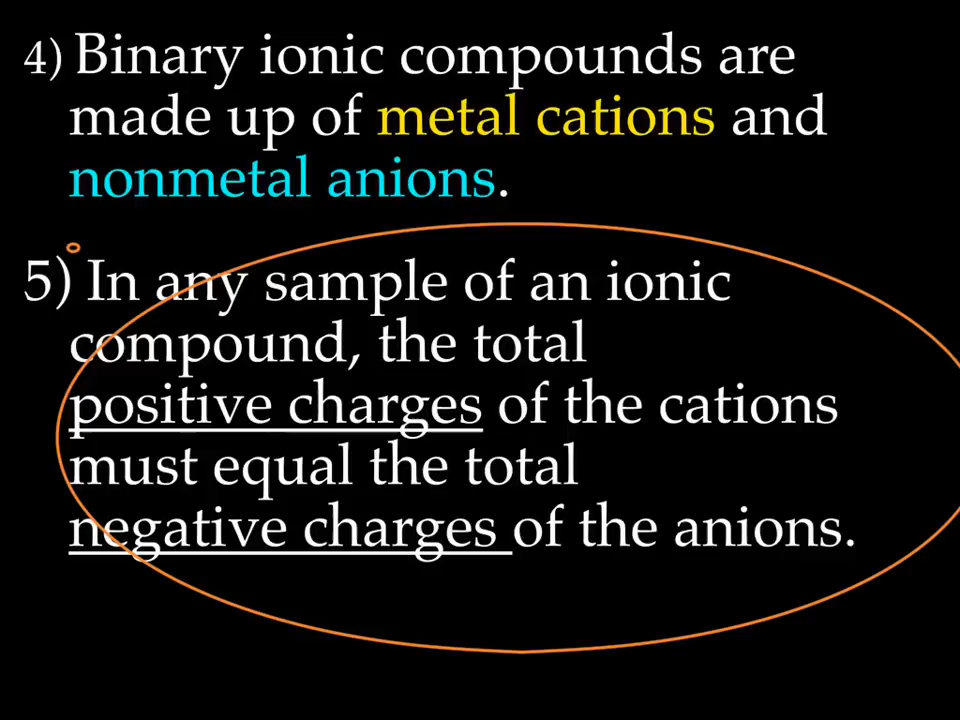 4) Binary ionic compounds are
made up of metal cations and
nonmetal anions.
5) In any sample of an ionic
compound, the total
positive charges of the cations
must equal the total
negative charges of the anions.